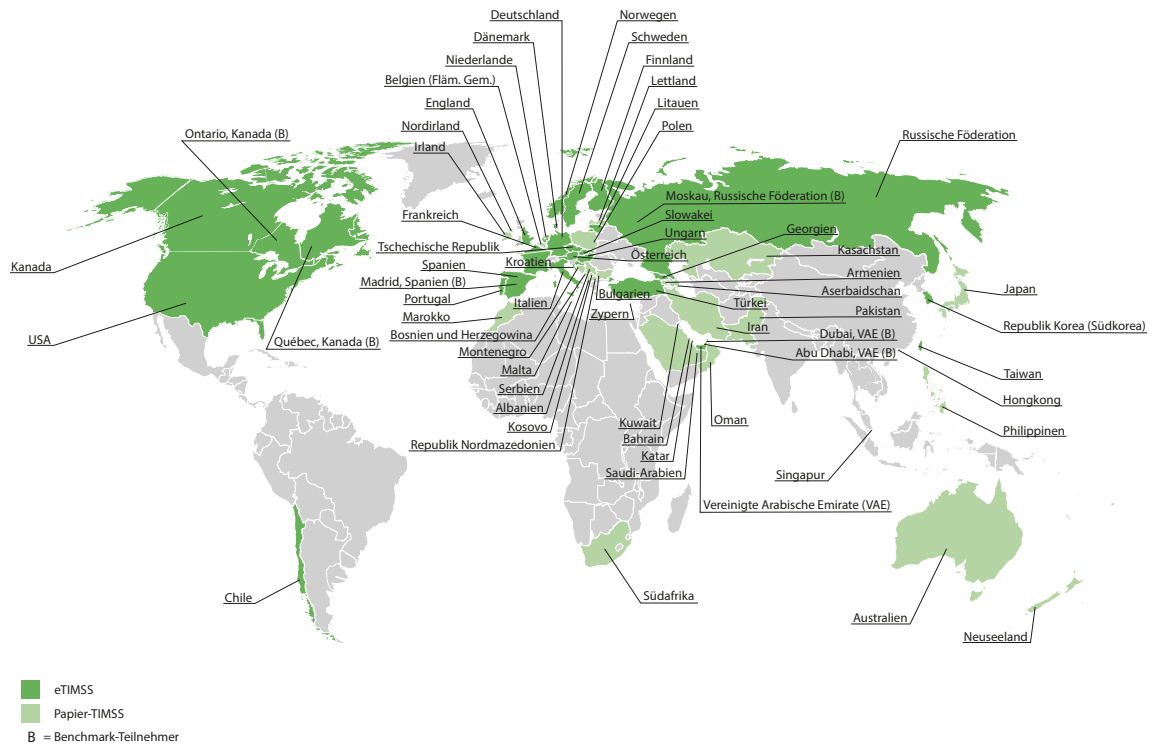 Deutschland
Norwegen
Dänemark
Schweden
Niederlande
Finnland
Belgien (Fläm. Gem.)
Lettland
England
Litauen
Nordirland
Polen
Ontario, Kanada (B)
Russische Föderation
Irland
Moskau, Russische Föderation (B)
Frankreich
Slowakei
Georgien
Ungarn
Tschechische Republik
Kasachstan
Österreich
Kroatien
Kanada
Spanien
Armenien
Madrid, Spanien (B)
Aserbaidschan
Japan
Bulgarien
Portugal
Italien
Türkei
Zypern
Pakistan
Marokko
Iran
Republik Korea (Südkorea)
Bosnien und Herzegowina
Dubai, VAE (B)
USA
Québec, Kanada (B)
Montenegro
Abu Dhabi, VAE (B)
Malta
Taiwan
Serbien
Hongkong
Albanien
Kosovo
Kuwait
Oman
Philippinen
Republik Nordmazedonien
Bahrain
Katar
Saudi-Arabien
Singapur
Vereinigte Arabische Emirate (VAE)
Chile
Südafrika
Australien
Neuseeland
eTIMSS
Papier-TIMSS
B = Benchmark-Teilnehmer